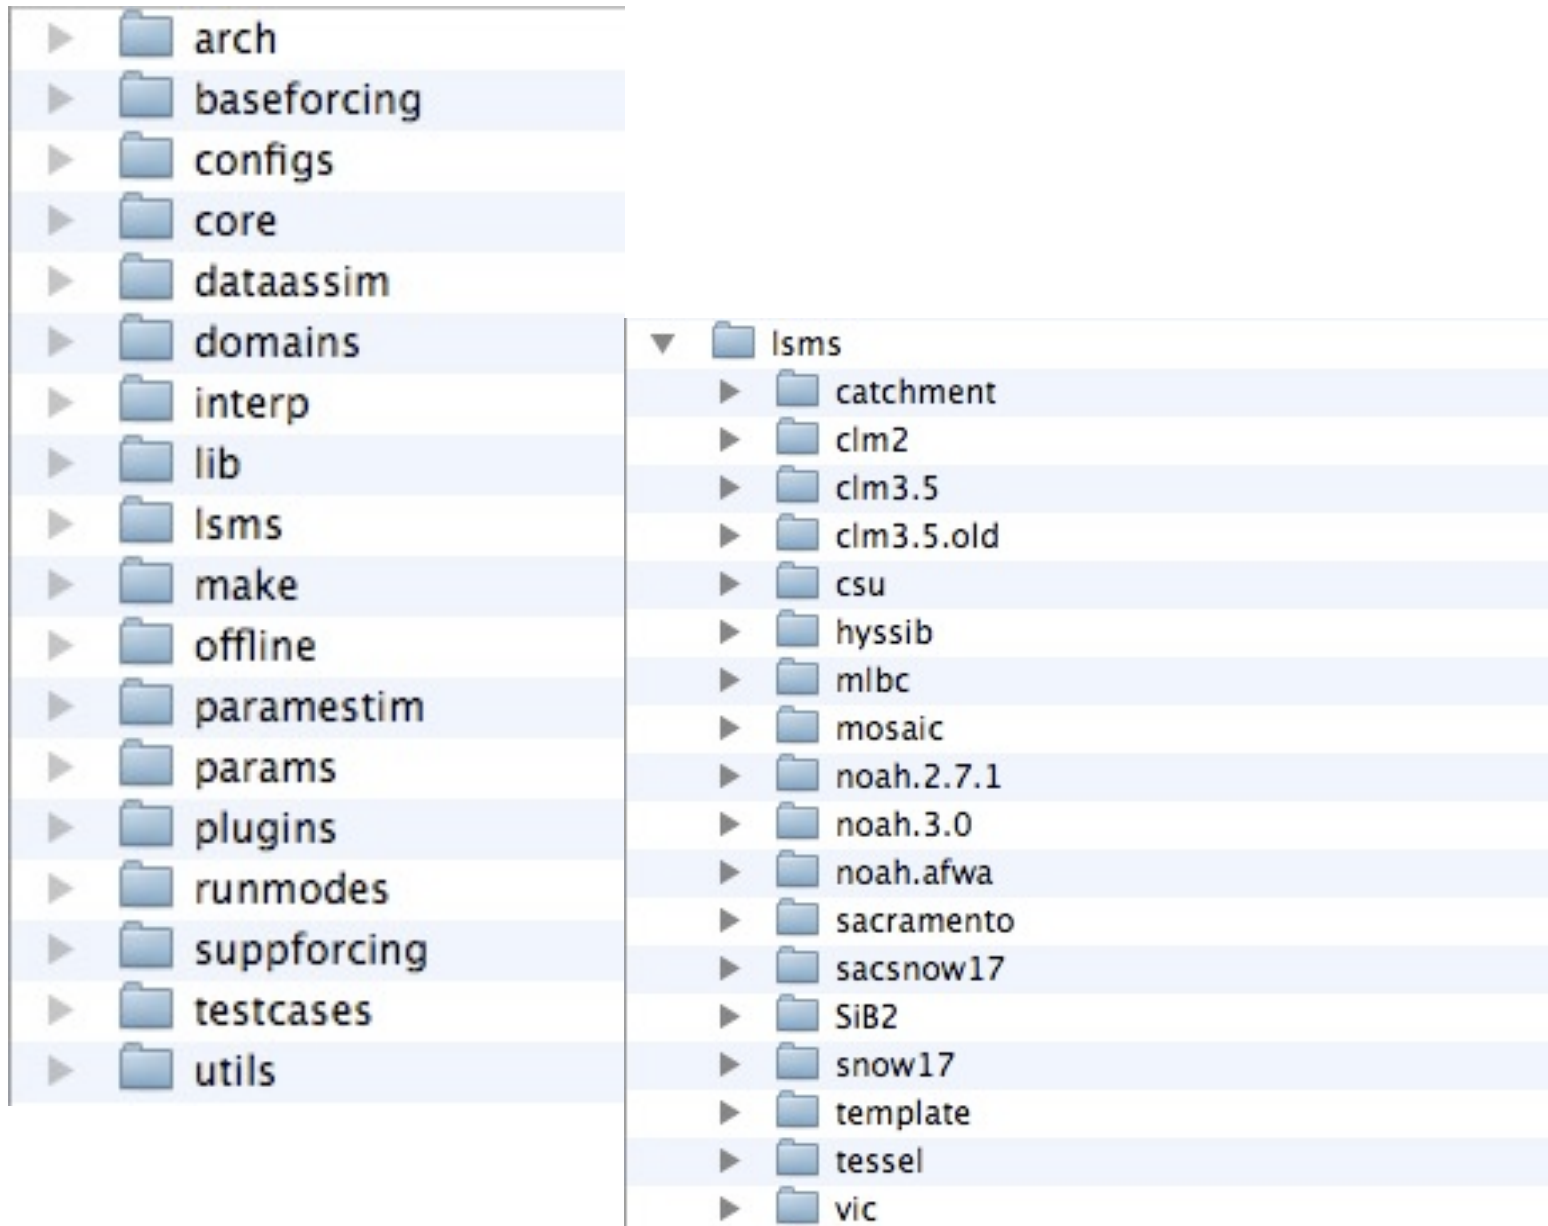 arch
baseforcing
configs
core
dataassim
domains
interp
lib
lsms
make
offline
paramestim
params
plugins
runmodes
suppforcing
testcases
utils
lsms
catchment
clm2
clm3.5
clm3.5.old
csu
hyssib
mlbc
mosaic
noah.2.7.1
noah.3.0
noah.afwa
sacramento
sacsnow17
SiB2
snow17
template
tessel
vic